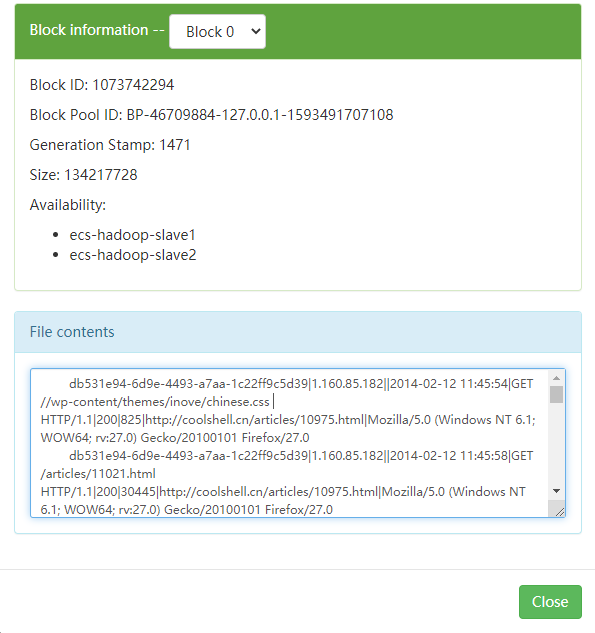 Block information -- Block 0
Block ID: 1073742294
Block Pool ID: BP-46709884-127.0.0.1-1593491707108
Generation Stamp: 1471
Size: 134217728
Availability:
• ecs-hadoop-slave1
• ecs-hadoop-slave2
File contents
db531e94-6d9e-4493-a7aa-1c22ff9c5d39|1.160.85.182||2014-02-12 11:45:54|GET
//wp-content/themes/inove/chinese.css
HTTP/1.1|200|825|http://coolshell.cn/articles/10975.html|Mozilla/5.0 (Windows NT 6.1;
WOW64; rv:27.0) Gecko/20100101 Firefox/27.0
db531e94-6d9e-4493-a7aa-1c22ff9c5d39|1.160.85.182||2014-02-12 11:45:58|GET
/articles/11021.html
HTTP/1.1|200|30445|http://coolshell.cn/articles/10975.html|Mozilla/5.0 (Windows NT
6.1; WOW64; rv:27.0) Gecko/20100101 Firefox/27.0
Close